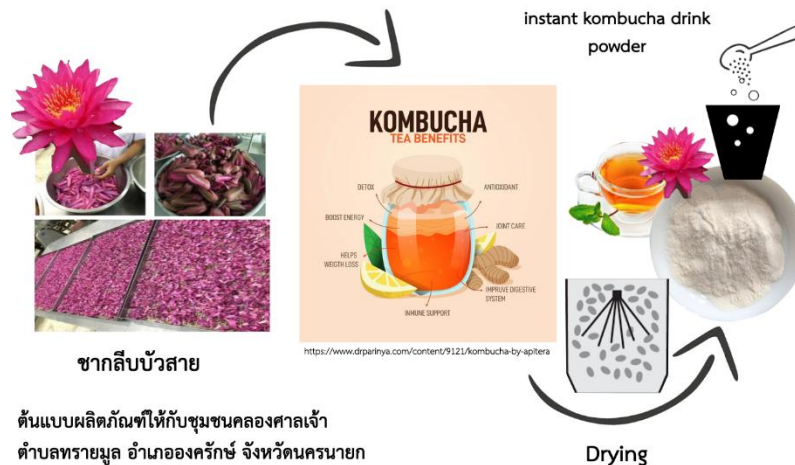 instant kombucha drink
powder
KOMBUCHA
TEA BENEFITS
DETOX
ANTIOXIDANT
BOOST ENERGY
JOINT CARE
HELPS
WEIGTH LOSS
IMPRUVE DIGESTIVE
SYSTEM
INMUNE SUPPORT
https://www.drparinya.com/content/9121/kombucha-by-apitera
ชากลีบบัวสาย
ต้นแบบผลิตภัณฑ์ให้กับชุมชนคลองศาลเจ้า
ตำบลทรายมูล อำเภอองครักษ์ จังหวัดนครนายก
Drying